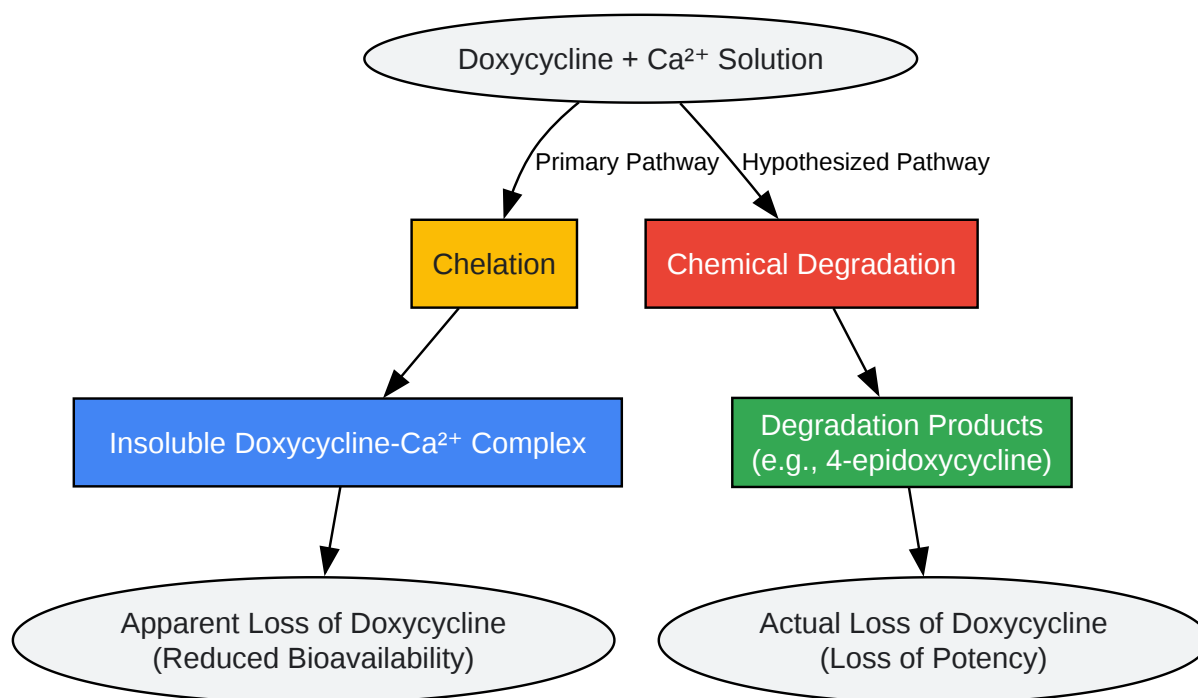 Doxycycline + Ca²⁺ Solution
Primary Pathway
Hypothesized Pathway
Chelation
Chemical Degradation
Insoluble Doxycycline-Ca²⁺ Complex
Degradation Products
(e.g., 4-epidoxycycline)
Apparent Loss of Doxycycline
(Reduced Bioavailability)
Actual Loss of Doxycycline
(Loss of Potency)